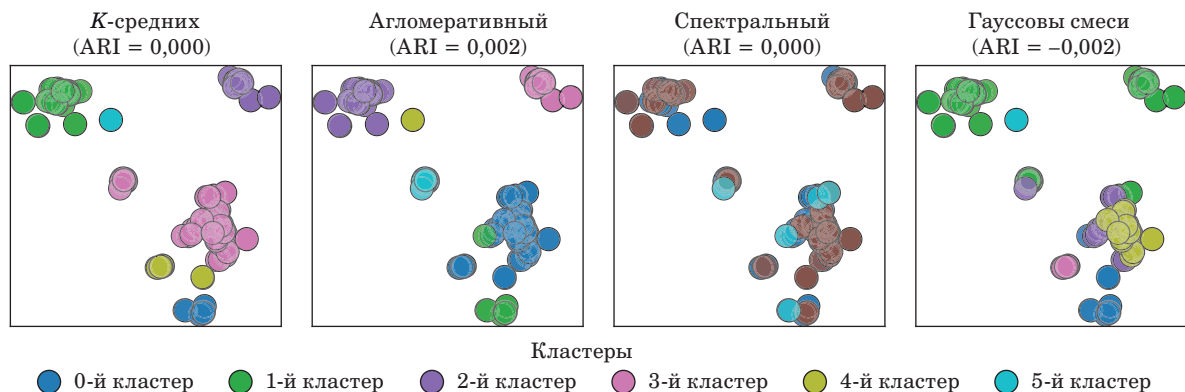 K-средних
(ARI = 0,000)
Агломеративный
(ARI = 0,002)
Спектральный
(ARI = 0,000)
Гауссовы смеси
(ARI = −0,002)
Кластеры
0-й кластер 1-й кластер 2-й кластер 3-й кластер 4-й кластер 5-й кластер